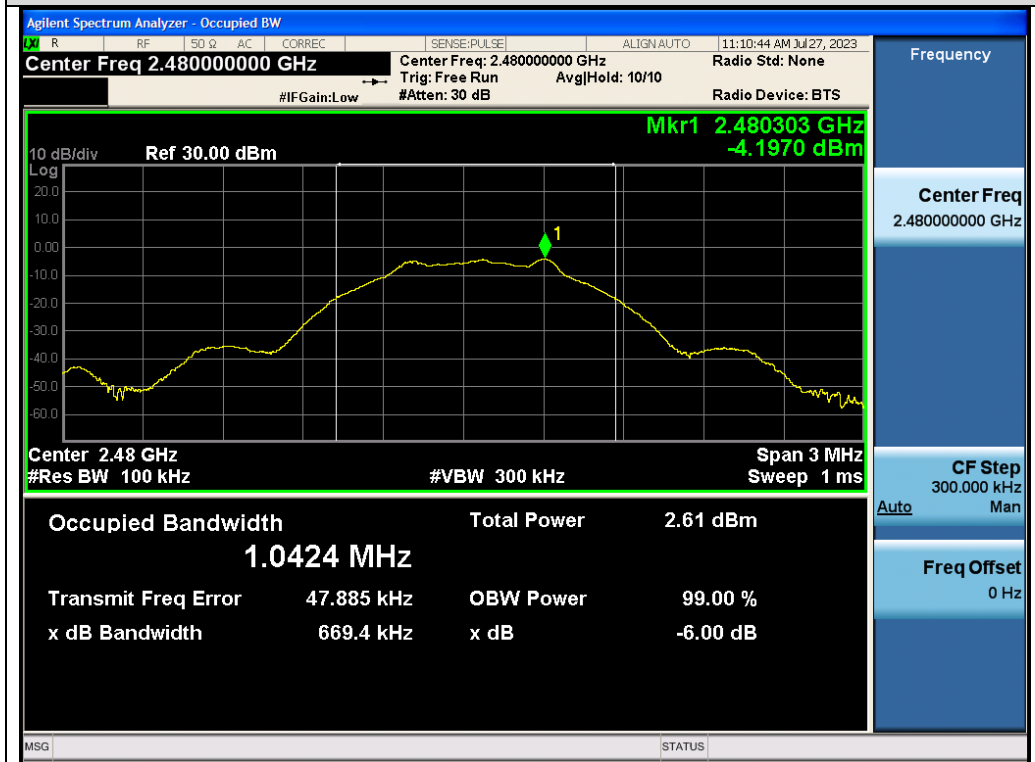 Agilent Spectrum Analyzer - Occupied BW
LXI R RF 50 Ω AC CORREC SENSE:PULSE ALIGN AUTO 11:10:44 AM Jul 27, 2023
Center Freq 2.480000000 GHz
Center Freq: 2.480000000 GHz
Radio Std: None
Trig: Free Run Avg|Hold: 10/10
#IFGain:Low #Atten: 30 dB Radio Device: BTS
Mkr1 2.480303 GHz
-4.1970 dBm
10 dB/div Ref 30.00 dBm
Log
20.0
10.0
0.00
-10.0
-20.0
-30.0
-40.0
-50.0
-60.0
1
Center 2.48 GHz Span 3 MHz
#Res BW 100 kHz #VBW 300 kHz Sweep 1 ms
Occupied Bandwidth Total Power 2.61 dBm
1.0424 MHz
Transmit Freq Error 47.885 kHz OBW Power 99.00 %
x dB Bandwidth 669.4 kHz x dB -6.00 dB
Frequency
Center Freq
2.480000000 GHz
CF Step
300.000 kHz
Auto Man
Freq Offset
0 Hz
MSG STATUS